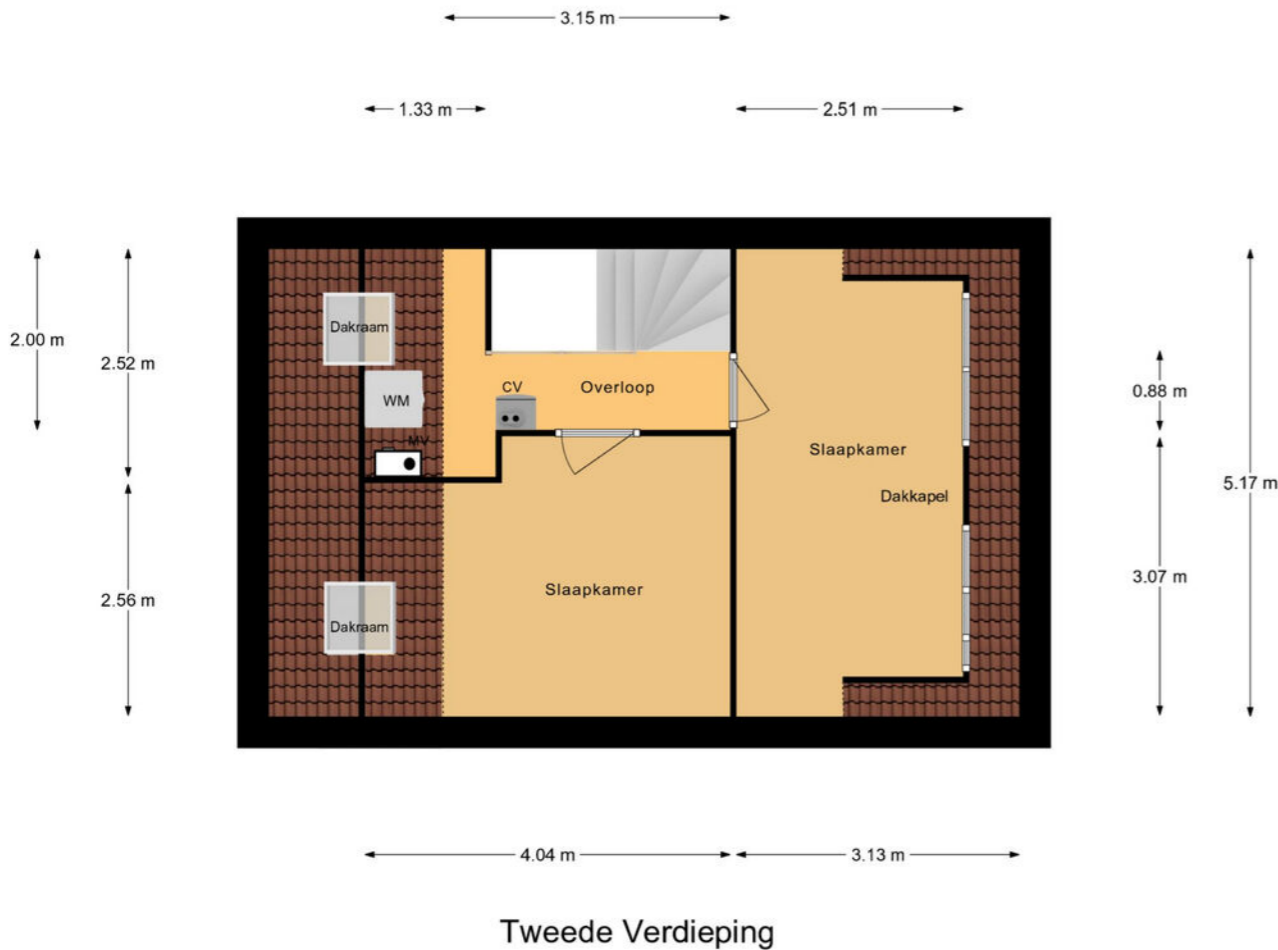 3.15 m
1.33 m
2.51 m
2.00 m
2.52 m
Dakraam
WM
MV
CV
Overloop
Slaapkamer
Dakkapel
0.88 m
5.17 m
3.07 m
2.56 m
Slaapkamer
Dakraam
4.04 m
3.13 m
Tweede Verdieping